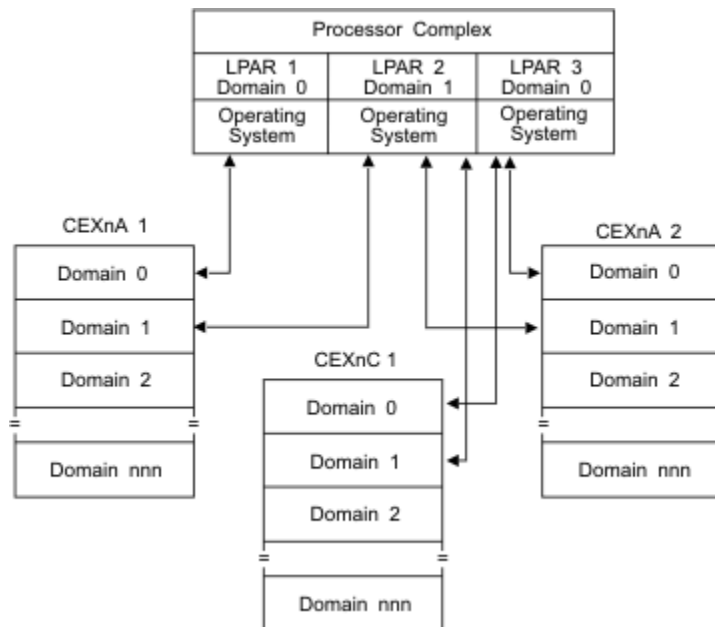 Processor Complex
LPAR 1
Domain 0
LPAR 2
Domain 1
LPAR 3
Domain 0
Operating
System
Operating
System
Operating
System
CEXnA 1
Domain 0
Domain 1
Domain 2
=
=
Domain nnn
CEXnC 1
Domain 0
Domain 1
Domain 2
=
=
Domain nnn
CEXnA 2
Domain 0
Domain 1
Domain 2
=
=
Domain nnn